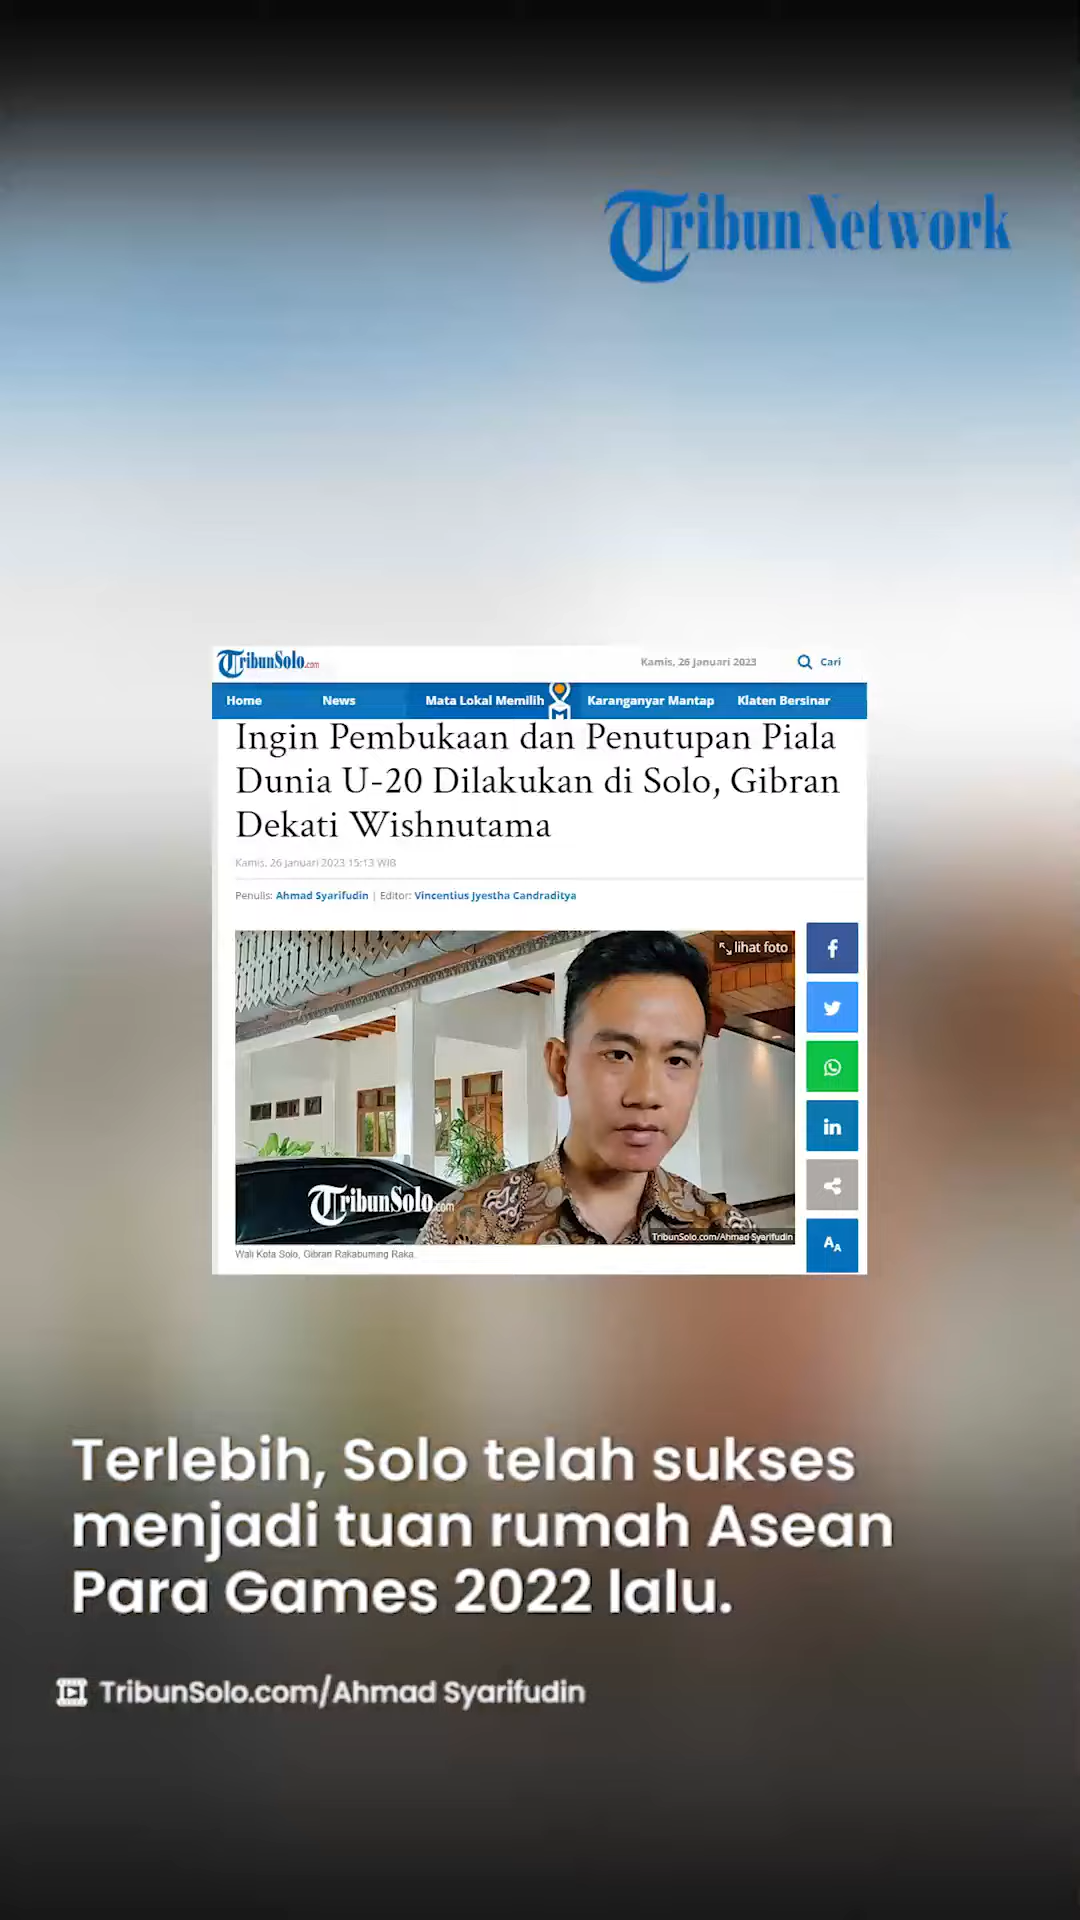 TribunNetwork
TribunSolo.com
Kamis, 26 Januari 2023
Cari
Home News Mata Lokal Memilih Karanganyar Mantap Klaten Bersinar
Ingin Pembukaan dan Penutupan Piala
Dunia U-20 Dilakukan di Solo, Gibran
Dekati Wishnutama
Kamis, 26 Januari 2023 15:13 WIB
Penulis: Ahmad Syarifudin | Editor: Vincentius Jyestha Candraditya
lihat foto
TribunSolo.com
TribunSolo.com/Ahmad Syarifudin
Wali Kota Solo, Gibran Rakabuming Raka.
Terlebih, Solo telah sukses
menjadi tuan rumah Asean
Para Games 2022 lalu.
TribunSolo.com/Ahmad Syarifudin